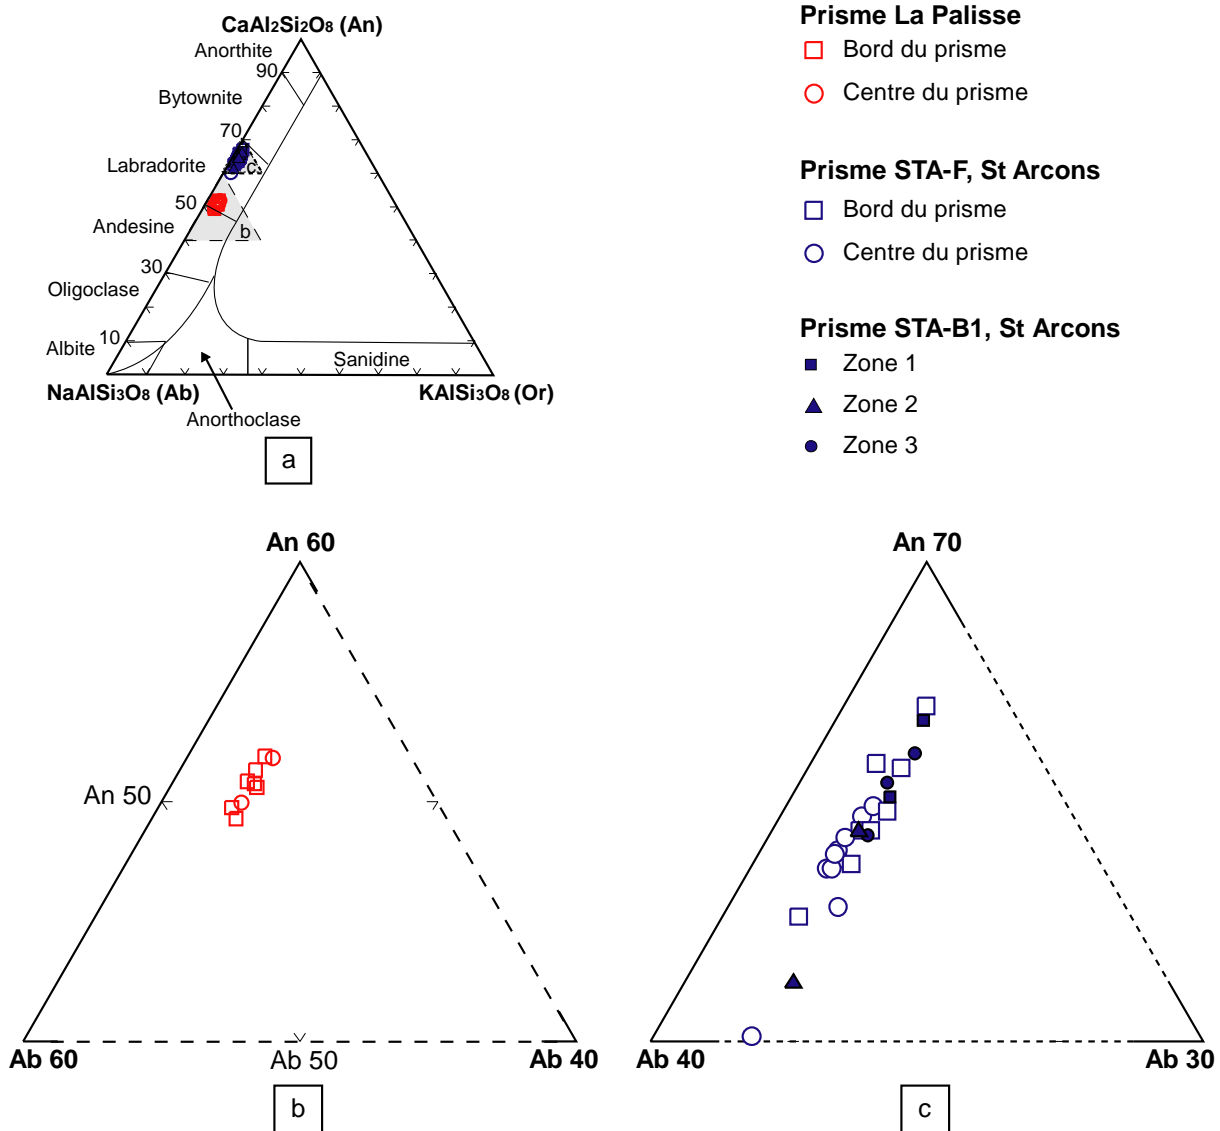 CaAl2Si2O8 (An)
Anorthite
90
Bytownite
70
Labradorite
c
50
Andesine
b
30
Oligoclase
10
Albite
Sanidine
NaAlSi3O8 (Ab)
KAlSi3O8 (Or)
Anorthoclase
a
Prisme La Palisse
Bord du prisme
Centre du prisme
Prisme STA-F, St Arcons
Bord du prisme
Centre du prisme
Prisme STA-B1, St Arcons
Zone 1
Zone 2
Zone 3
An 60
An 50
Ab 60
Ab 50
Ab 40
b
An 70
Ab 40
Ab 30
c